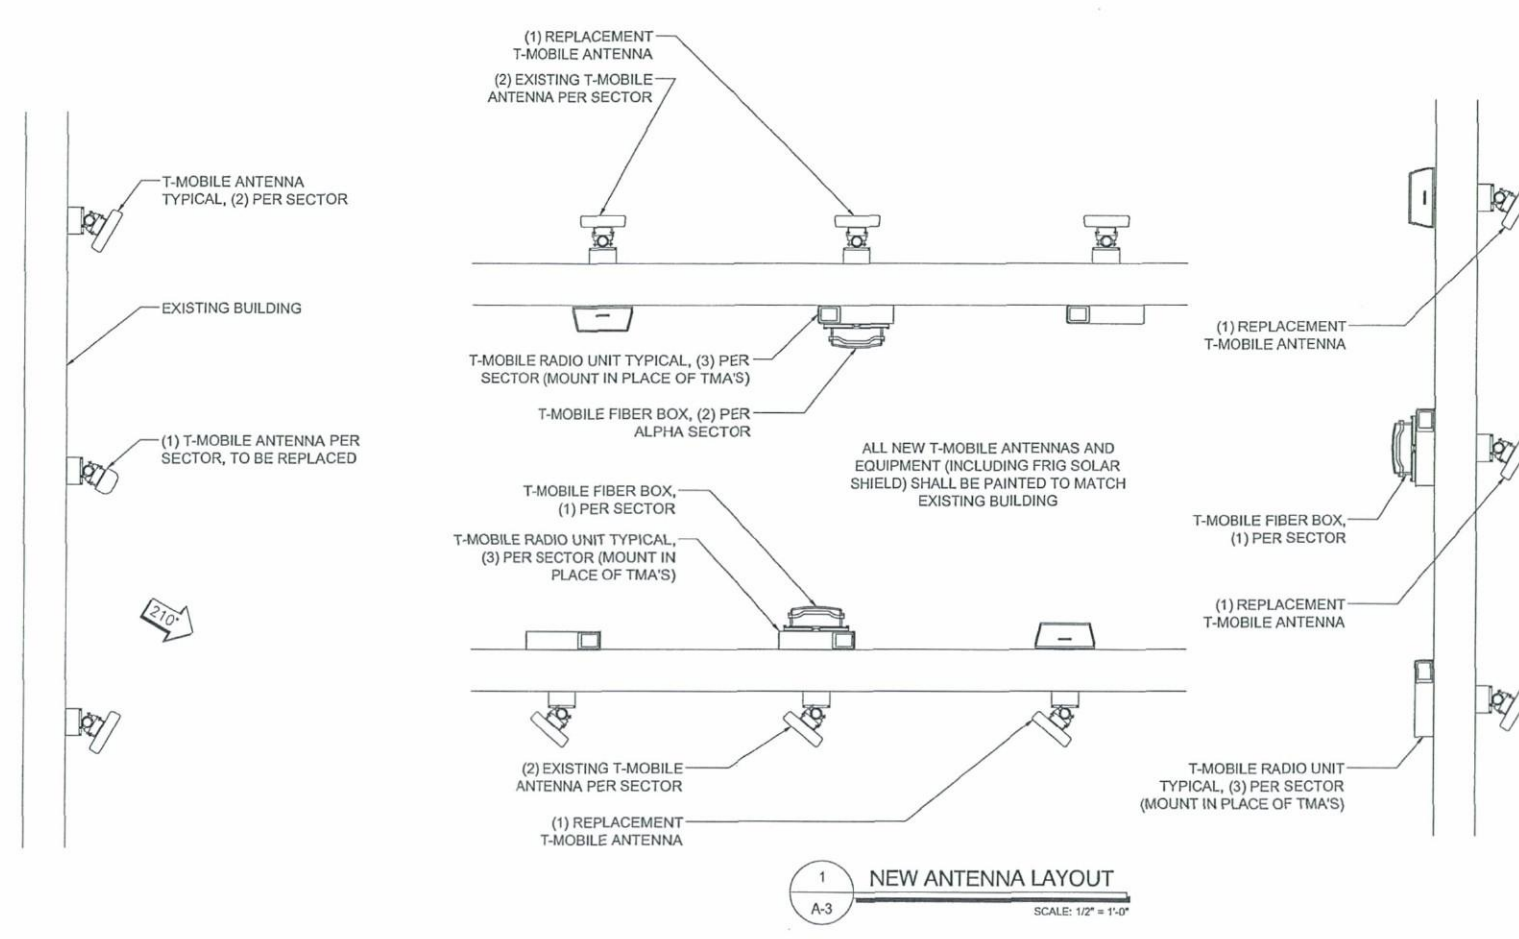 (1) REPLACEMENT
T-MOBILE ANTENNA
(2) EXISTING T-MOBILE
ANTENNA PER SECTOR
T-MOBILE ANTENNA
TYPICAL, (2) PER SECTOR
EXISTING BUILDING
(1) T-MOBILE ANTENNA PER
SECTOR, TO BE REPLACED
210°
T-MOBILE RADIO UNIT TYPICAL, (3) PER
SECTOR (MOUNT IN PLACE OF TMA'S)
T-MOBILE FIBER BOX, (2) PER
ALPHA SECTOR
ALL NEW T-MOBILE ANTENNAS AND
EQUIPMENT (INCLUDING FRIG SOLAR
SHIELD) SHALL BE PAINTED TO MATCH
EXISTING BUILDING
T-MOBILE FIBER BOX,
(1) PER SECTOR
T-MOBILE RADIO UNIT TYPICAL,
(3) PER SECTOR (MOUNT IN
PLACE OF TMA'S)
(2) EXISTING T-MOBILE
ANTENNA PER SECTOR
(1) REPLACEMENT
T-MOBILE ANTENNA
(1) REPLACEMENT
T-MOBILE ANTENNA
T-MOBILE FIBER BOX,
(1) PER SECTOR
(1) REPLACEMENT
T-MOBILE ANTENNA
T-MOBILE RADIO UNIT
TYPICAL, (3) PER SECTOR
(MOUNT IN PLACE OF TMA'S)
1
A-3
NEW ANTENNA LAYOUT
SCALE: 1/2" = 1'-0"